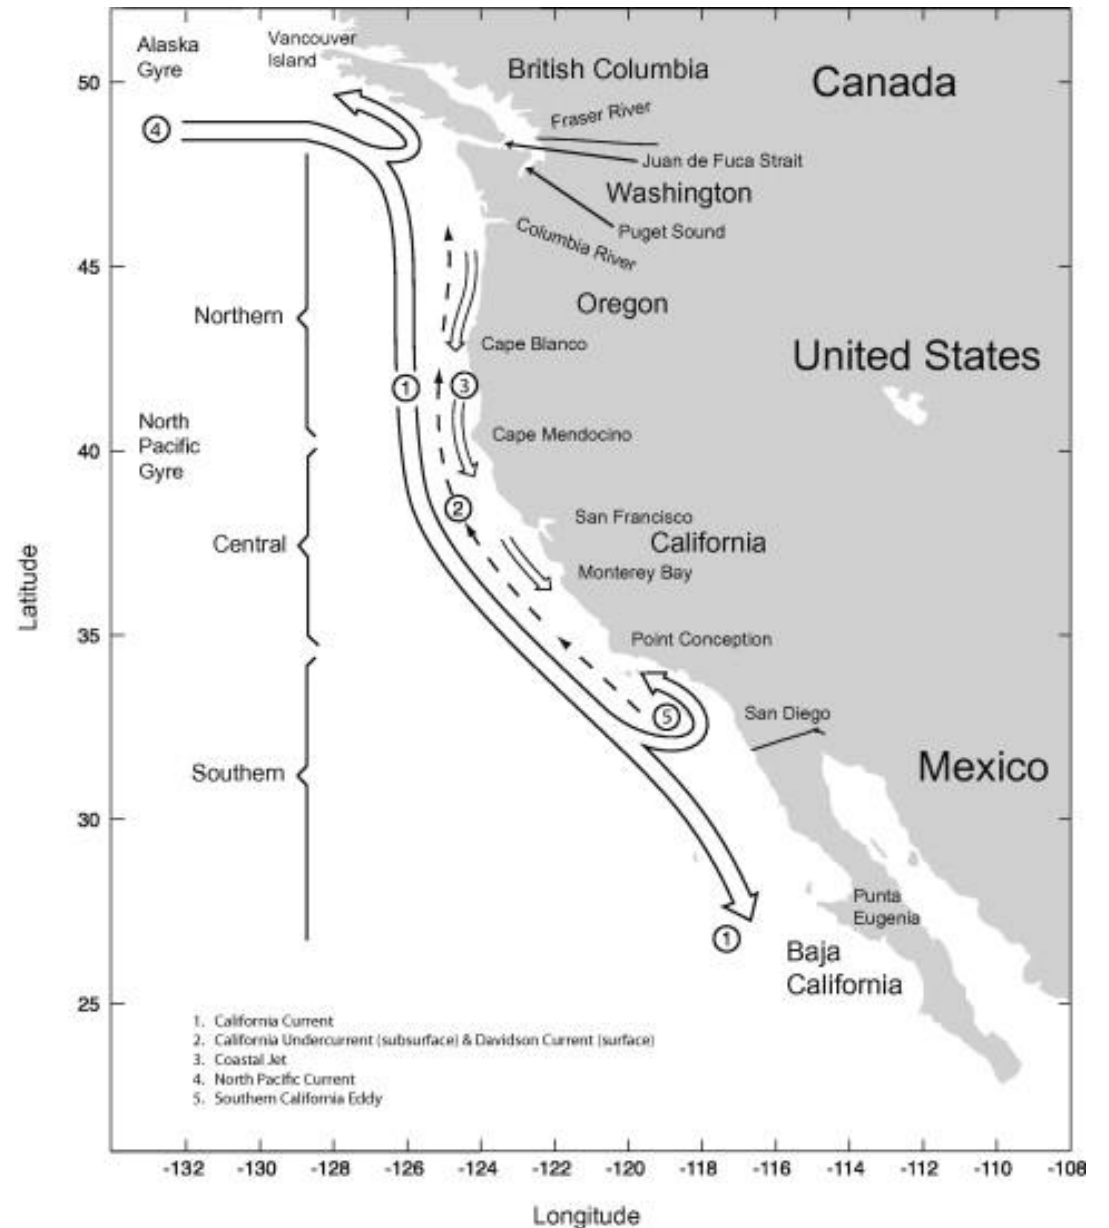 Alaska
Gyre
Vancouver
Island
British Columbia
Canada
50
4
Fraser River
Juan de Fuca Strait
Washington
Puget Sound
Columbia River
45
Oregon
Northern
Cape Blanco
United States
1
3
North
Pacific
Gyre
Cape Mendocino
40
2
San Francisco
California
Central
Monterey Bay
Latitude
35
Point Conception
5
San Diego
Southern
Mexico
30
Punta
Eugenia
1
Baja
California
25
1. California Current
2. California Undercurrent (subsurface) & Davidson Current (surface)
3. Coastal Jet
4. North Pacific Current
5. Southern California Eddy
-132 -130 -128 -126 -124 -122 -120 -118 -116 -114 -112 -110 -108
Longitude